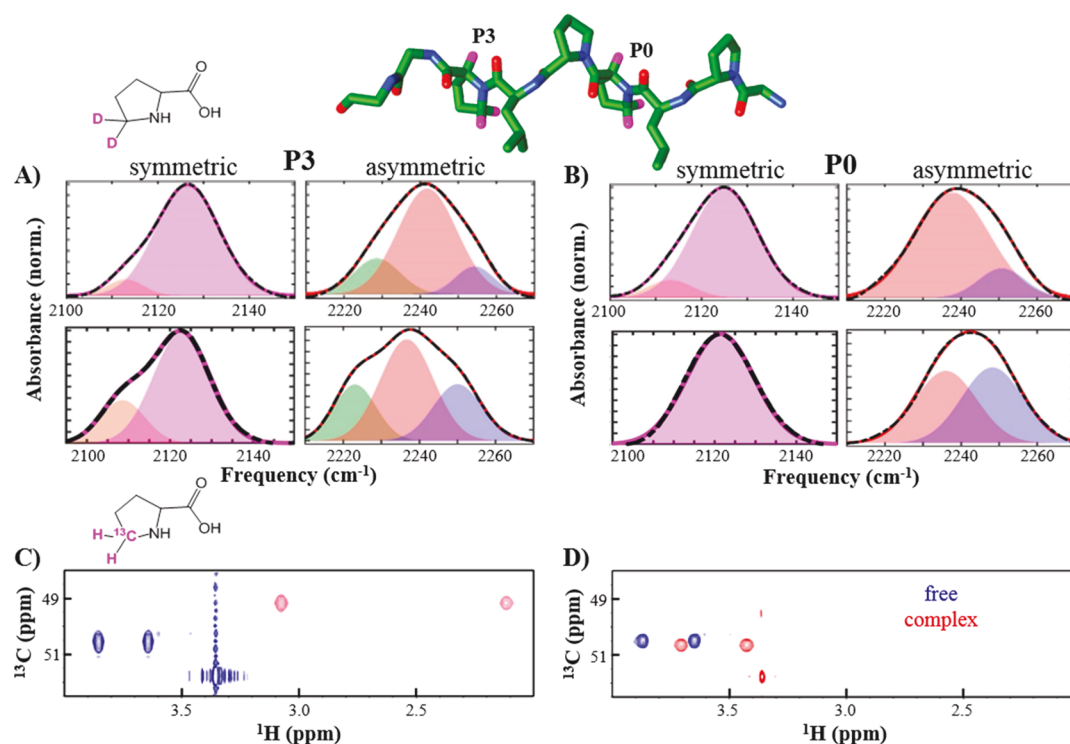 P3
P0
O
OH
NH
D
D
A)
symmetric
P3
asymmetric
B)
symmetric
P0
asymmetric
Absorbance (norm.)
Absorbance (norm.)
2100 2120 2140
2220 2240 2260
2100 2120 2140
2220 2240 2260
2100 2120 2140
2220 2240 2260
2100 2120 2140
2220 2240 2260
Frequency (cm⁻¹)
Frequency (cm⁻¹)
O
H ¹³C NH OH
H
C)
D)
49
51
¹³C (ppm)
3.5 3.0 2.5
¹H (ppm)
free
complex
49
51
¹³C (ppm)
3.5 3.0 2.5
¹H (ppm)